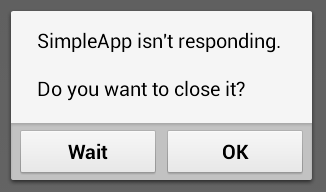 SimpleApp isn't responding.
Do you want to close it?
Wait
OK